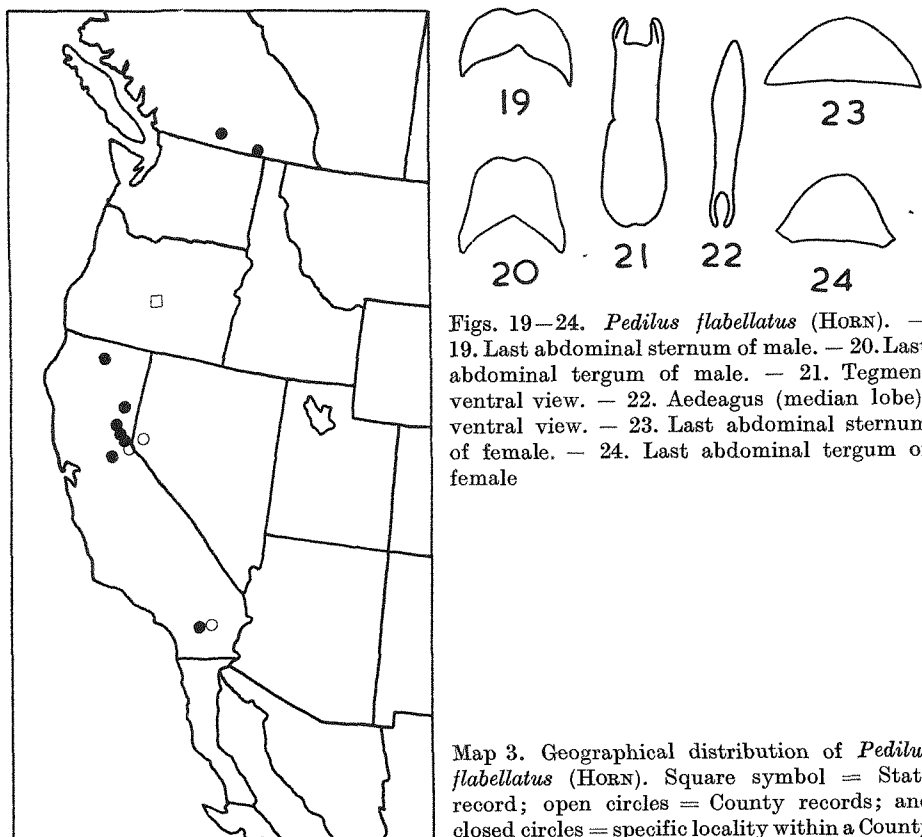 19
20
21
22
23
24
Figs. 19—24. Pedilus flabellatus (HORN). —
19. Last abdominal sternum of male. — 20. Last
abdominal tergum of male. — 21. Tegmen
ventral view. — 22. Aedeagus (median lobe)
ventral view. — 23. Last abdominal sternum
of female. — 24. Last abdominal tergum o
female
Map 3. Geographical distribution of Pedilu
flabellatus (HORN). Square symbol = Stat
record; open circles = County records; and
closed circles = specific locality within a County